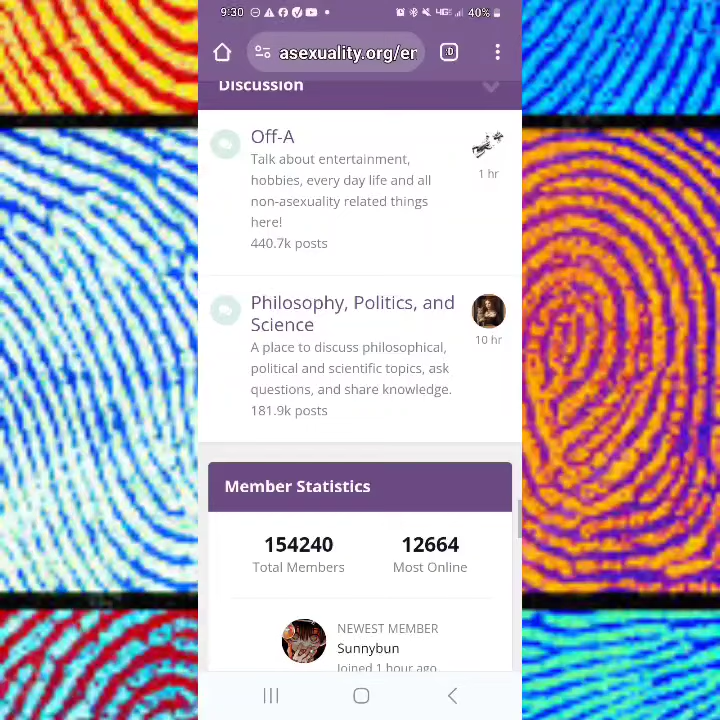 9:30
4G
40%
asexuality.org/er
:D
Discussion
Off-A
Talk about entertainment,
hobbies, every day life and all
non-asexuality related things
here!
440.7k posts
1 hr
Philosophy, Politics, and
Science
A place to discuss philosophical,
political and scientific topics, ask
questions, and share knowledge.
181.9k posts
10 hr
Member Statistics
154240
Total Members
12664
Most Online
NEWEST MEMBER
Sunnybun
Joined 1 hour ago